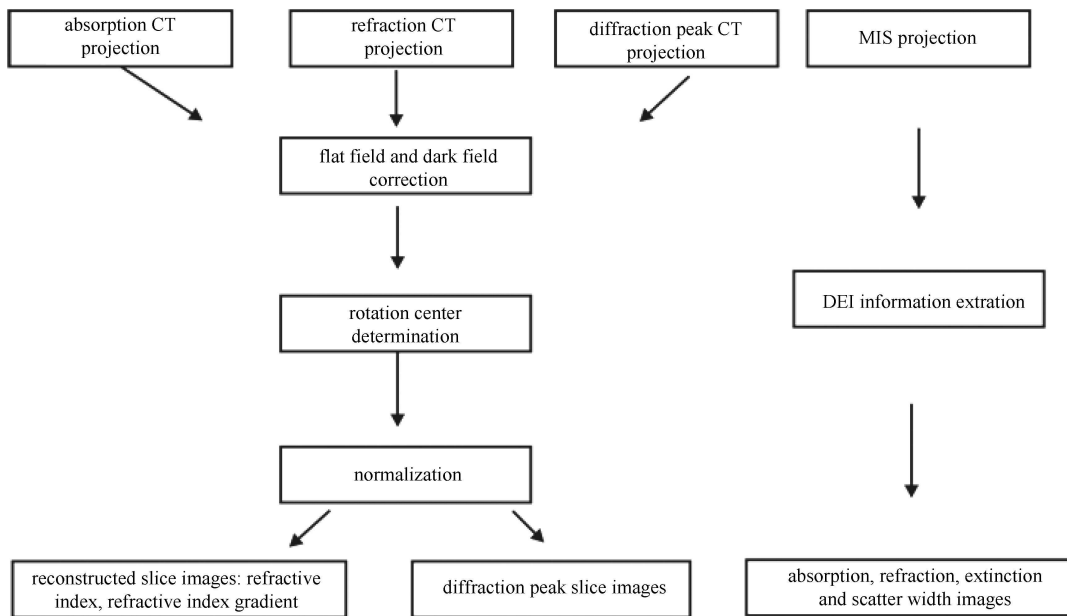 absorption CT
projection
refraction CT
projection
diffraction peak CT
projection
MIS projection
flat field and dark field
correction
DEI information extration
rotation center
determination
normalization
reconstructed slice images: refractive
index, refractive index gradient
diffraction peak slice images
absorption, refraction, extinction
and scatter width images